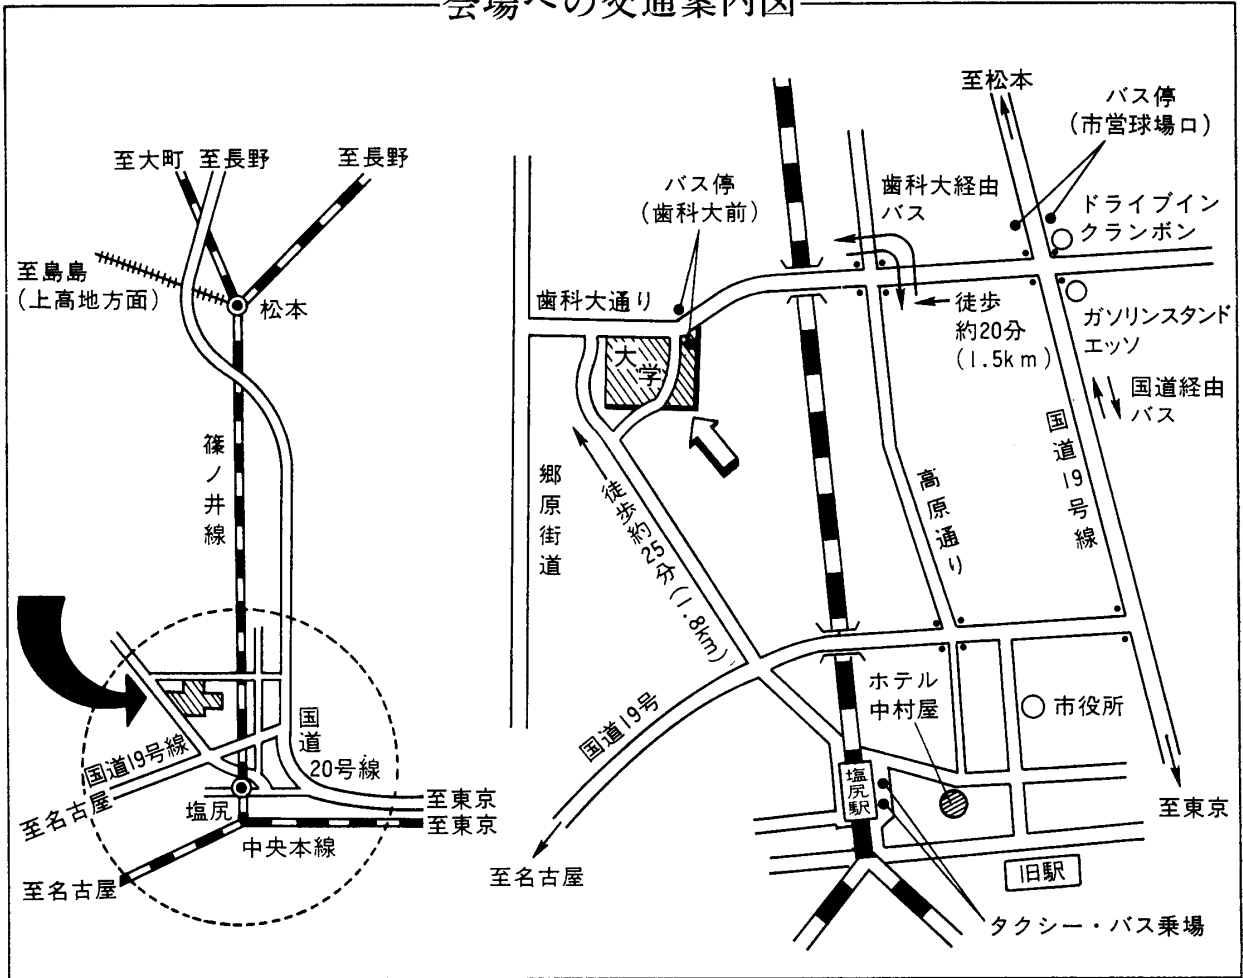 会場への交通案内図
至大町
至長野
至長野
至島島
(上高地方面)
松本
篠ノ井線
国道19号線
国道
20号線
至名古屋
塩尻
至東京
至東京
中央本線
至名古屋
至松本
バス停
(市営球場口)
バス停
(歯科大前)
歯科大経由
バス
ドライブイン
クランボン
歯科大通り
徒歩
約20分
(1.5km)
ガソリンスタンド
エッソ
大学
国道経由
バス
国道19号線
郷原街道
高原通り
徒歩約25分(1.8km)
ホテル
中村屋
市役所
国道19号
塩尻駅
至東京
至名古屋
旧駅
タクシー・バス乗場